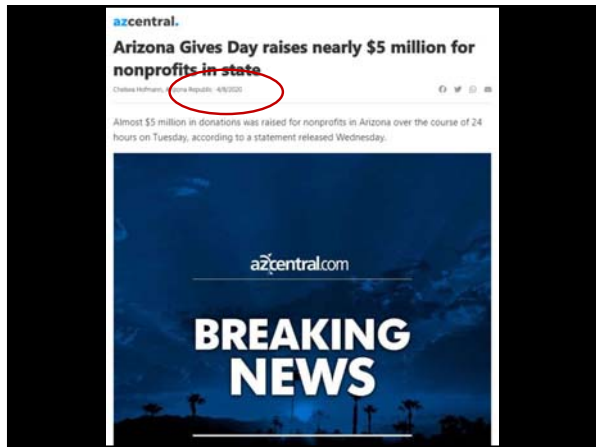 azcentral.
Arizona Gives Day raises nearly $5 million for
nonprofits in state
Chelsea Hofmann, Arizona Republic 4/8/2020
Almost $5 million in donations was raised for nonprofits in Arizona over the course of 24
hours on Tuesday, according to a statement released Wednesday.
azcentral.com
BREAKING
NEWS